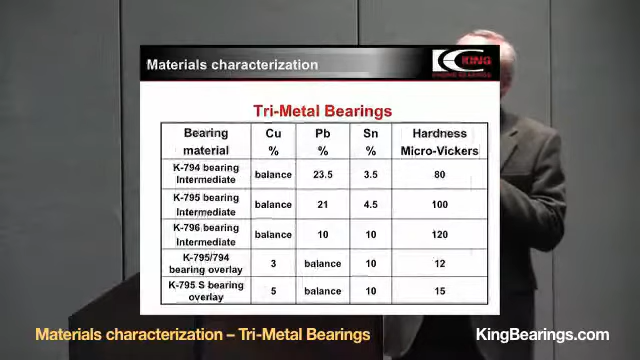 Materials characterization
KING
ENGINE BEARINGS
Tri-Metal Bearings
Bearing material Cu % Pb % Sn % Hardness Micro-Vickers
K-794 bearing Intermediate balance 23.5 3.5 80
K-795 bearing Intermediate balance 21 4.5 100
K-796 bearing Intermediate balance 10 10 120
K-795/794 bearing overlay 3 balance 10 12
K-795 S bearing overlay 5 balance 10 15
Materials characterization – Tri-Metal Bearings
KingBearings.com